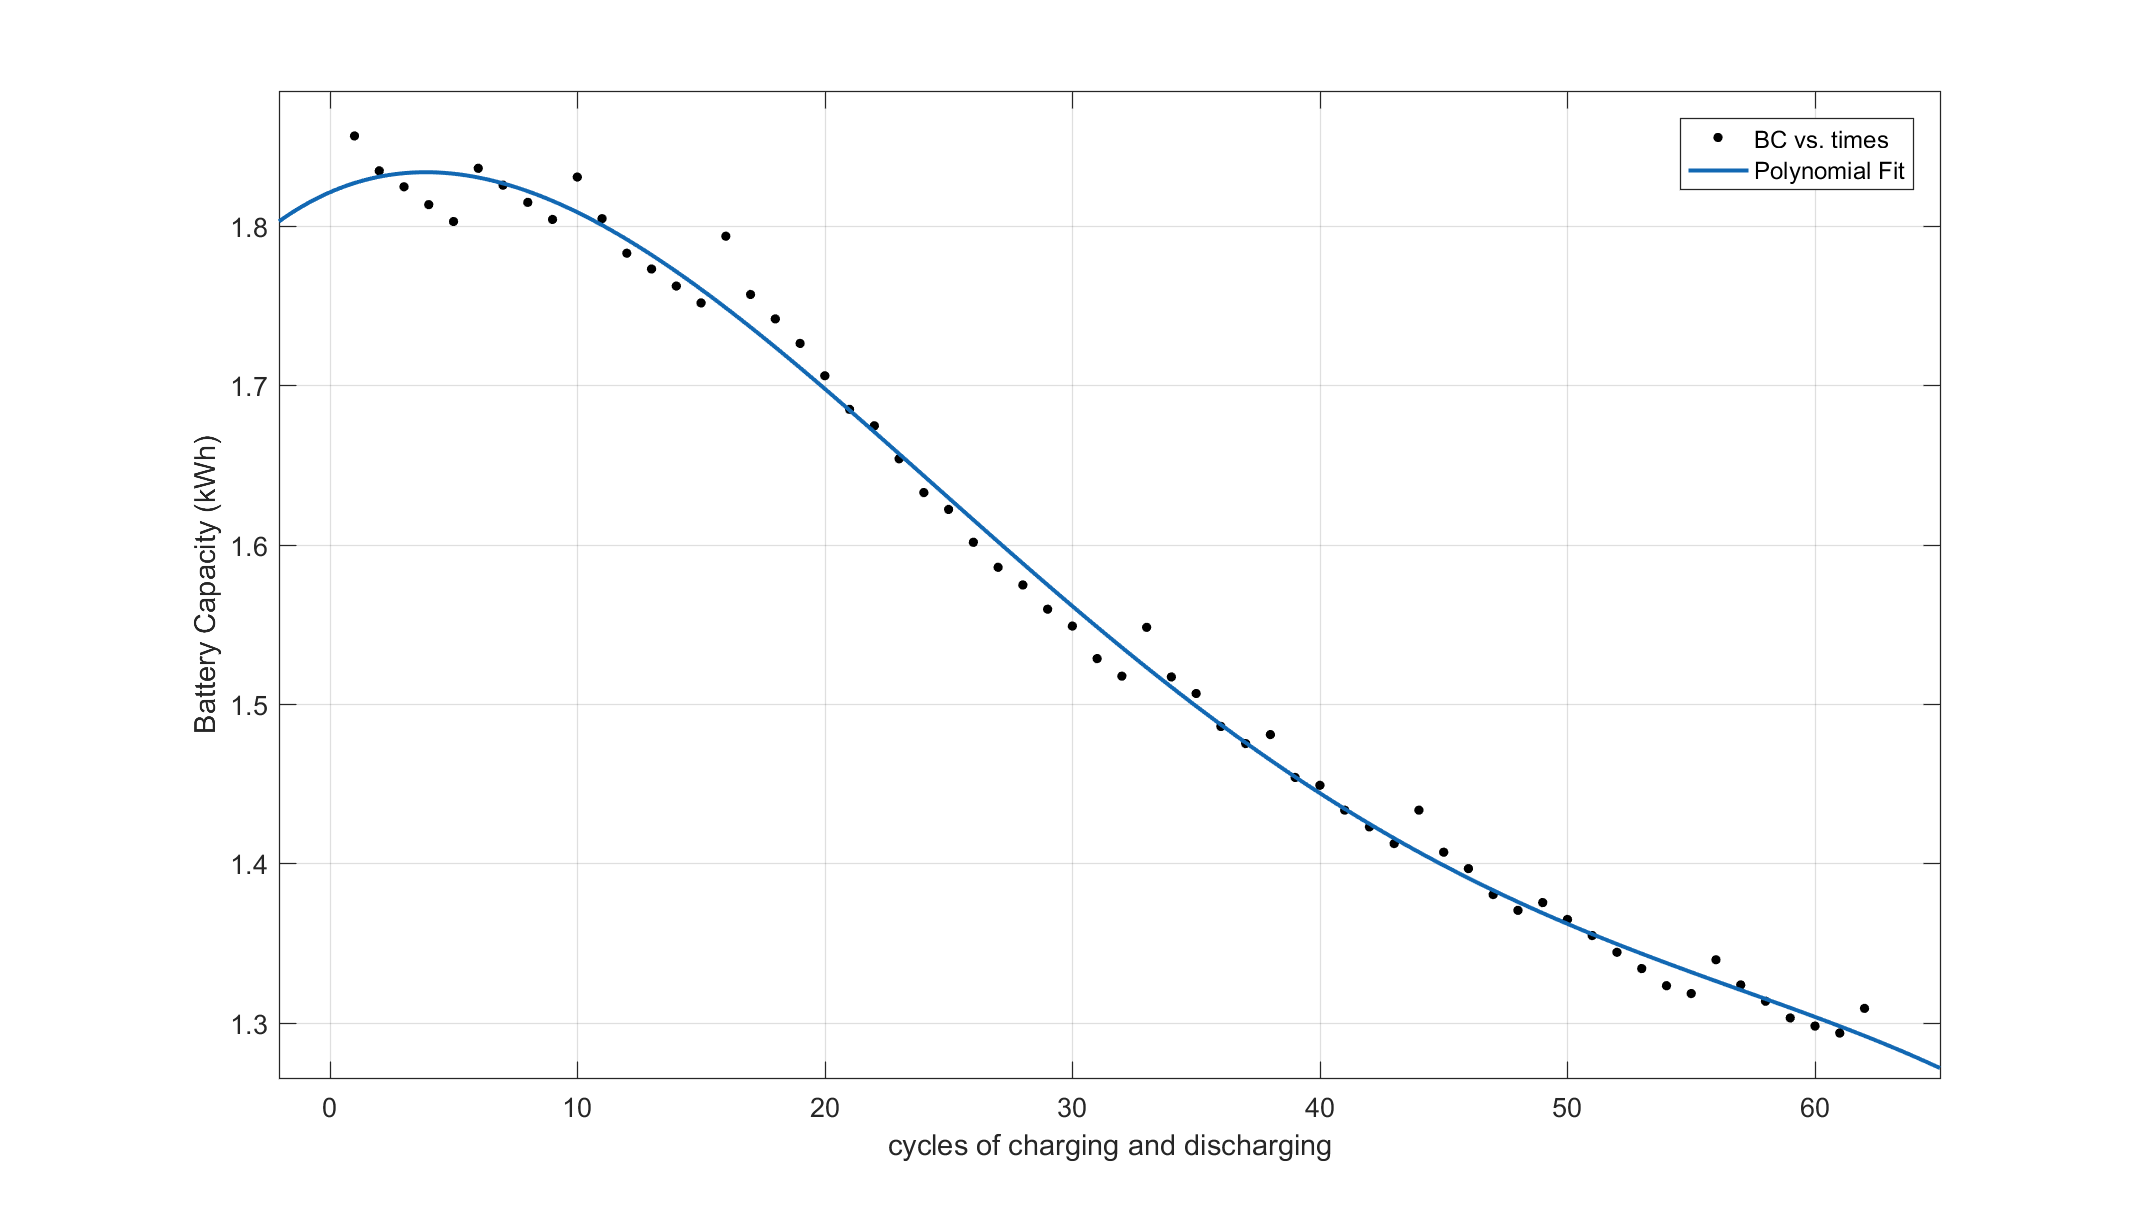 BC vs. times
Polynomial Fit
1.8
1.7
1.6
1.5
1.4
1.3
Battery Capacity (kWh)
0 10 20 30 40 50 60
cycles of charging and discharging